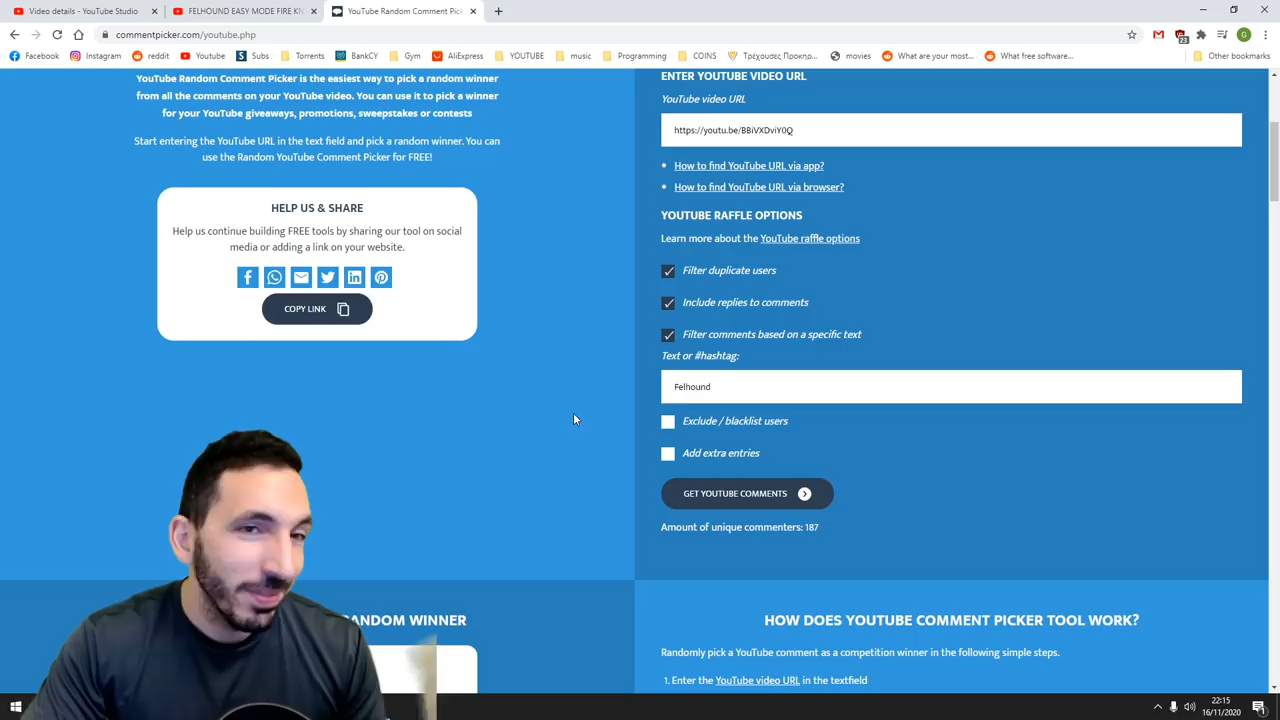 Video details - YouTube Studio
FELHOUND EASY MODE FIRE KN
YouTube Random Comment Pick
commentpicker.com/youtube.php
23
G
Facebook
Instagram
reddit
Youtube
Subs
Torrents
BankCY
Gym
AliExpress
YOUTUBE
music
Programming
COINS
Τρέχουσες Προκηρ...
movies
What are your most...
What free software...
Other bookmarks
YouTube Random Comment Picker is the easiest way to pick a random winner
from all the comments on your YouTube video. You can use it to pick a winner
for your YouTube giveaways, promotions, sweepstakes or contests
Start entering the YouTube URL in the text field and pick a random winner. You can
use the Random YouTube Comment Picker for FREE!
HELP US & SHARE
Help us continue building FREE tools by sharing our tool on social
media or adding a link on your website.
COPY LINK
ENTER YOUTUBE VIDEO URL
YouTube video URL
https://youtu.be/BBiVXDviY0Q
How to find YouTube URL via app?
How to find YouTube URL via browser?
YOUTUBE RAFFLE OPTIONS
Learn more about the YouTube raffle options
Filter duplicate users
Include replies to comments
Filter comments based on a specific text
Text or #hashtag:
Felhound
Exclude / blacklist users
Add extra entries
GET YOUTUBE COMMENTS
Amount of unique commenters: 187
RANDOM WINNER
HOW DOES YOUTUBE COMMENT PICKER TOOL WORK?
Randomly pick a YouTube comment as a competition winner in the following simple steps.
1. Enter the YouTube video URL in the textfield
22:15
16/11/2020